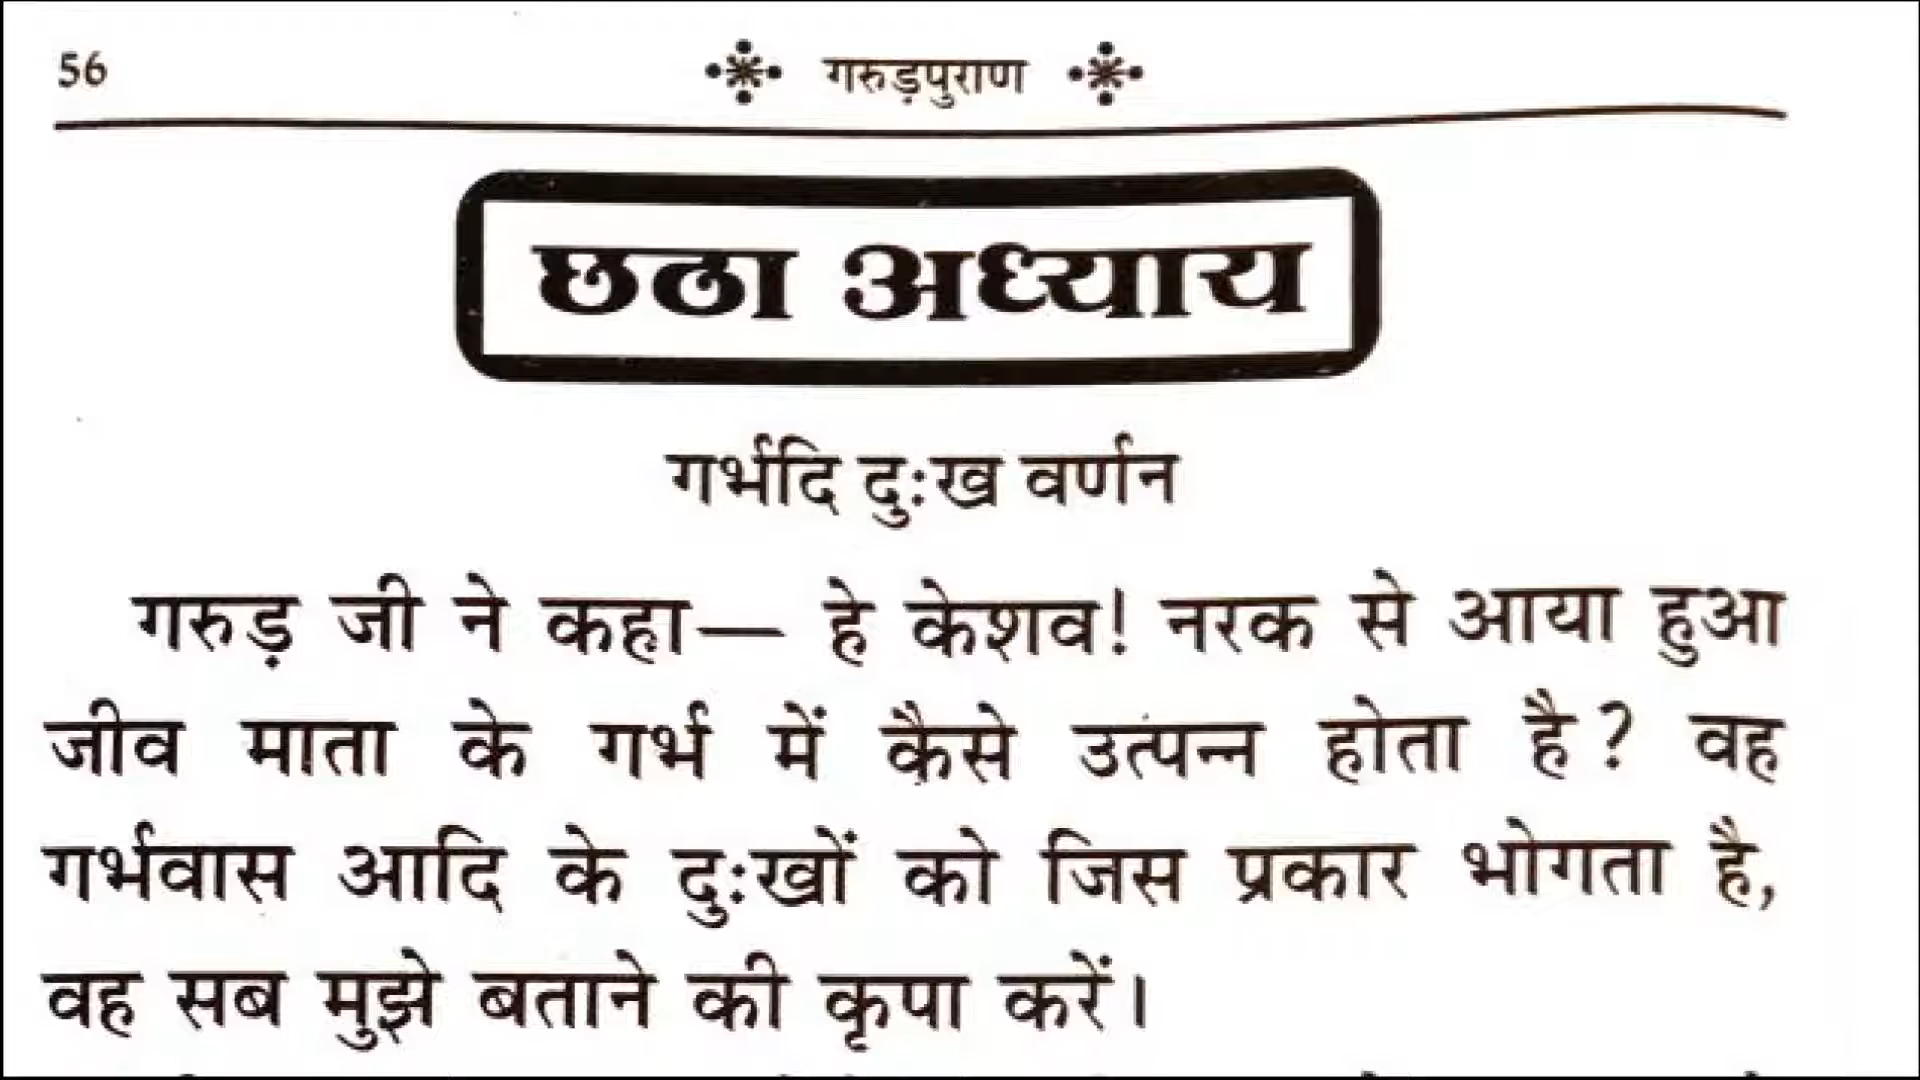 56 गरुड़पुराण
छठा अध्याय
गर्भदि दुःख वर्णन
गरुड़ जी ने कहा— हे केशव! नरक से आया हुआ
जीव माता के गर्भ में कैसे उत्पन्न होता है? वह
गर्भवास आदि के दुःखों को जिस प्रकार भोगता है,
वह सब मुझे बताने की कृपा करें।